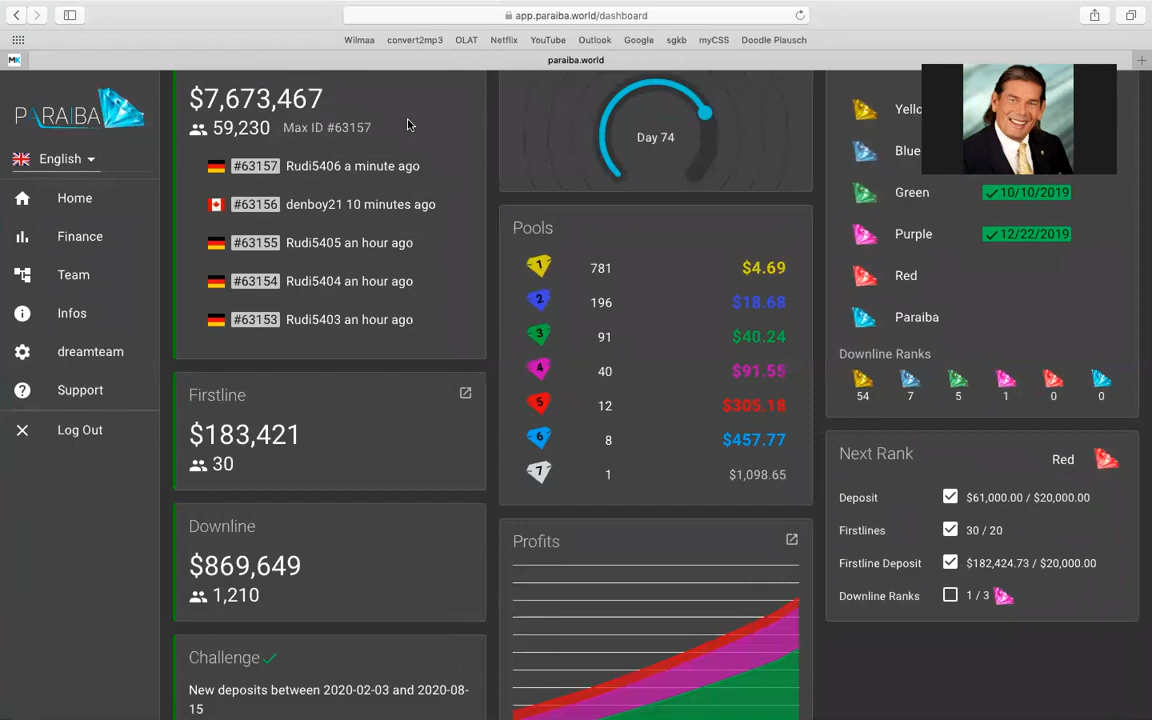 app.paraiba.world/dashboard
Wilmaa convert2mp3 OLAT Netflix YouTube Outlook Google sgkb myCSS Doodle Plausch
MK
paraiba.world
PARAIBA
English
Home
Finance
Team
Infos
dreamteam
Support
Log Out
$7,673,467
59,230 Max ID #63157
#63157 Rudi5406 a minute ago
#63156 denboy21 10 minutes ago
#63155 Rudi5405 an hour ago
#63154 Rudi5404 an hour ago
#63153 Rudi5403 an hour ago
Firstline
$183,421
30
Downline
$869,649
1,210
Challenge
New deposits between 2020-02-03 and 2020-08-
15
Day 74
Pools
1 781 $4.69
2 196 $18.68
3 91 $40.24
4 40 $91.55
5 12 $305.18
6 8 $457.77
7 1 $1,098.65
Profits
Yello
Blue
Green 10/10/2019
Purple 12/22/2019
Red
Paraiba
Downline Ranks
54 7 5 1 0 0
Next Rank Red
Deposit $61,000.00 / $20,000.00
Firstlines 30 / 20
Firstline Deposit $182,424.73 / $20,000.00
Downline Ranks 1 / 3